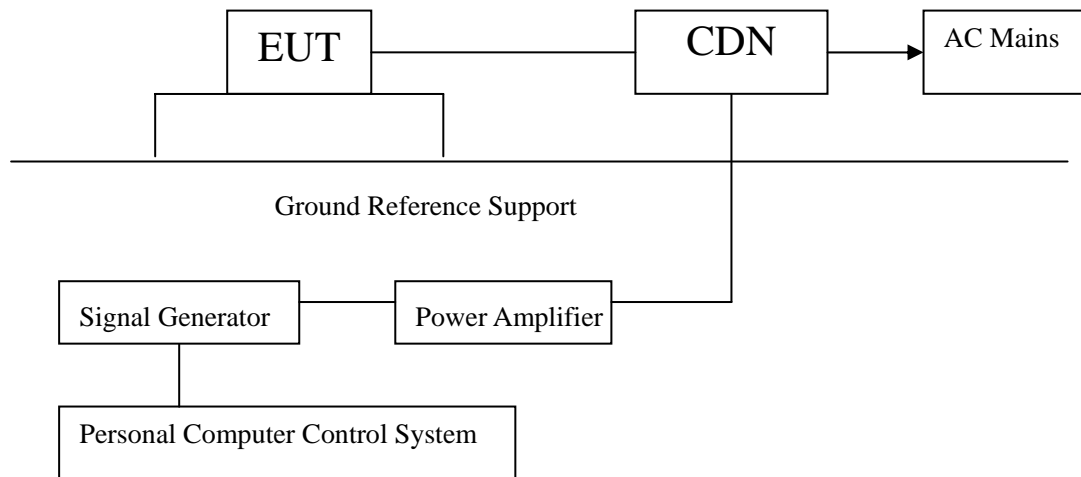 EUT
CDN
AC Mains
Ground Reference Support
Signal Generator
Power Amplifier
Personal Computer Control System